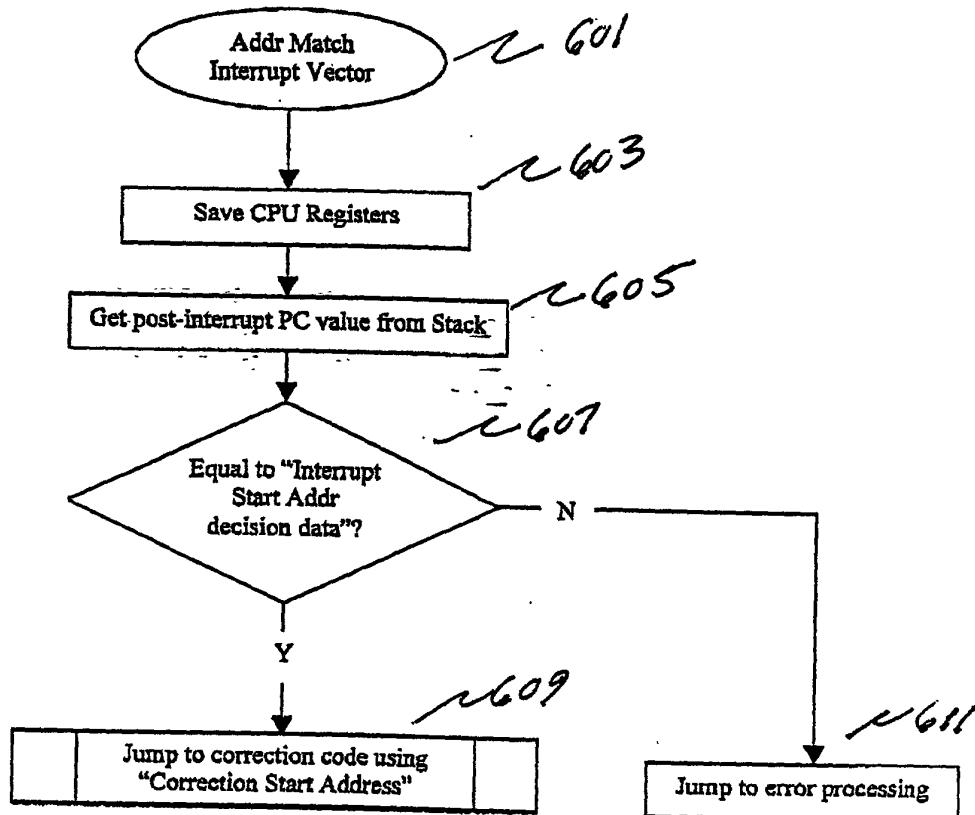 Addr Match
Interrupt Vector
601
603
Save CPU Registers
605
Get post-interrupt PC value from Stack
607
Equal to "Interrupt
Start Addr
decision data"?
N
Y
609
611
Jump to correction code using
"Correction Start Address"
Jump to error processing